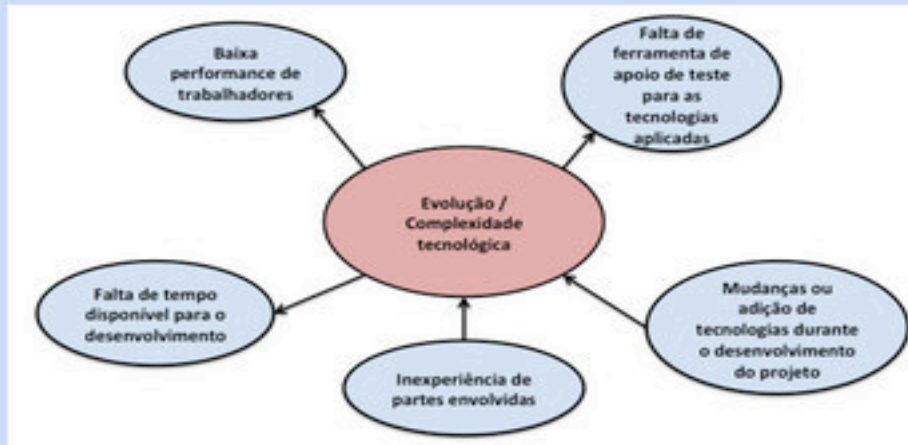 Baixa
performance de
trabalhadores
Falta de
ferramenta de
apoio de teste
para as
tecnologias
aplicadas
Evolução /
Complexidade
tecnológica
Falta de tempo
disponível para o
desenvolvimento
Inexperiência de
partes envolvidas
Mudanças ou
adição de
tecnologias durante
o desenvolvimento
do projeto